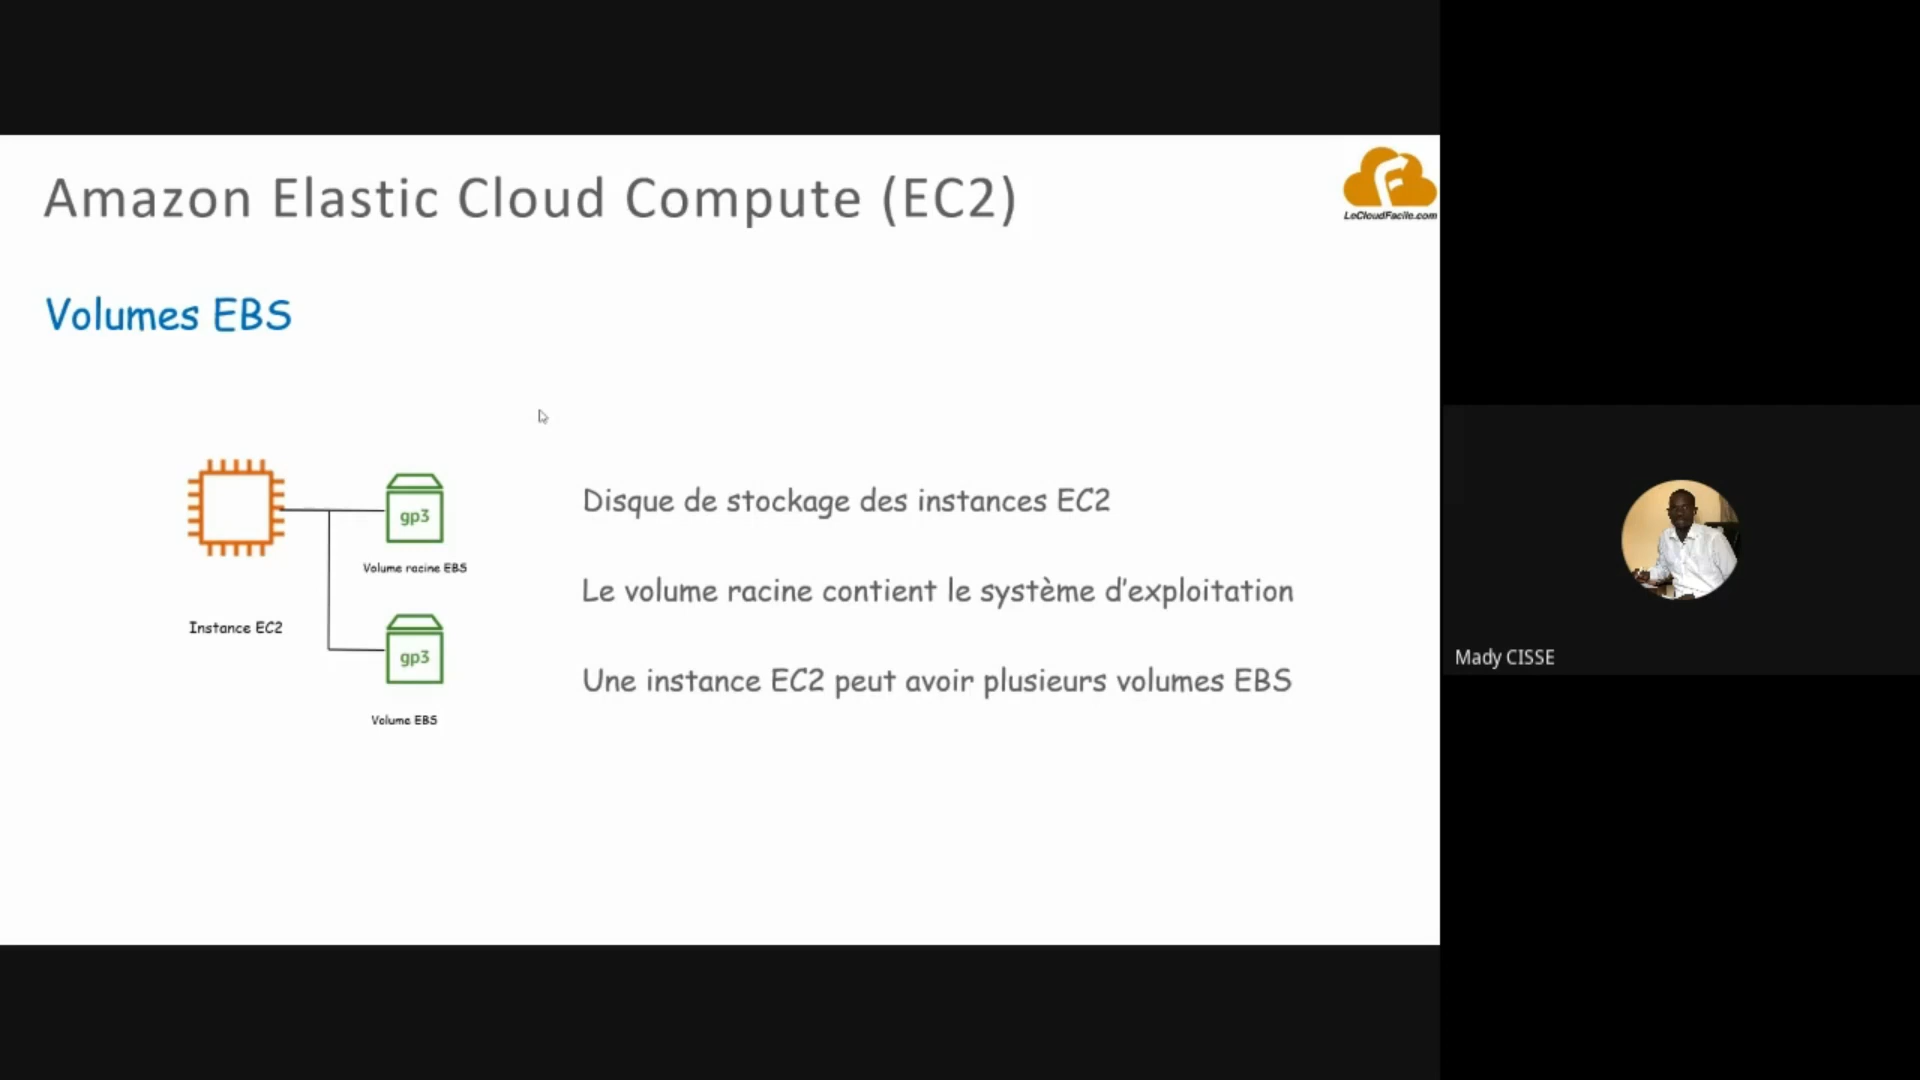 Amazon Elastic Cloud Compute (EC2)
LeCloudFacile.com
Volumes EBS
gp3
Volume racine EBS
Instance EC2
gp3
Volume EBS
Disque de stockage des instances EC2
Le volume racine contient le système d'exploitation
Une instance EC2 peut avoir plusieurs volumes EBS
Mady CISSE